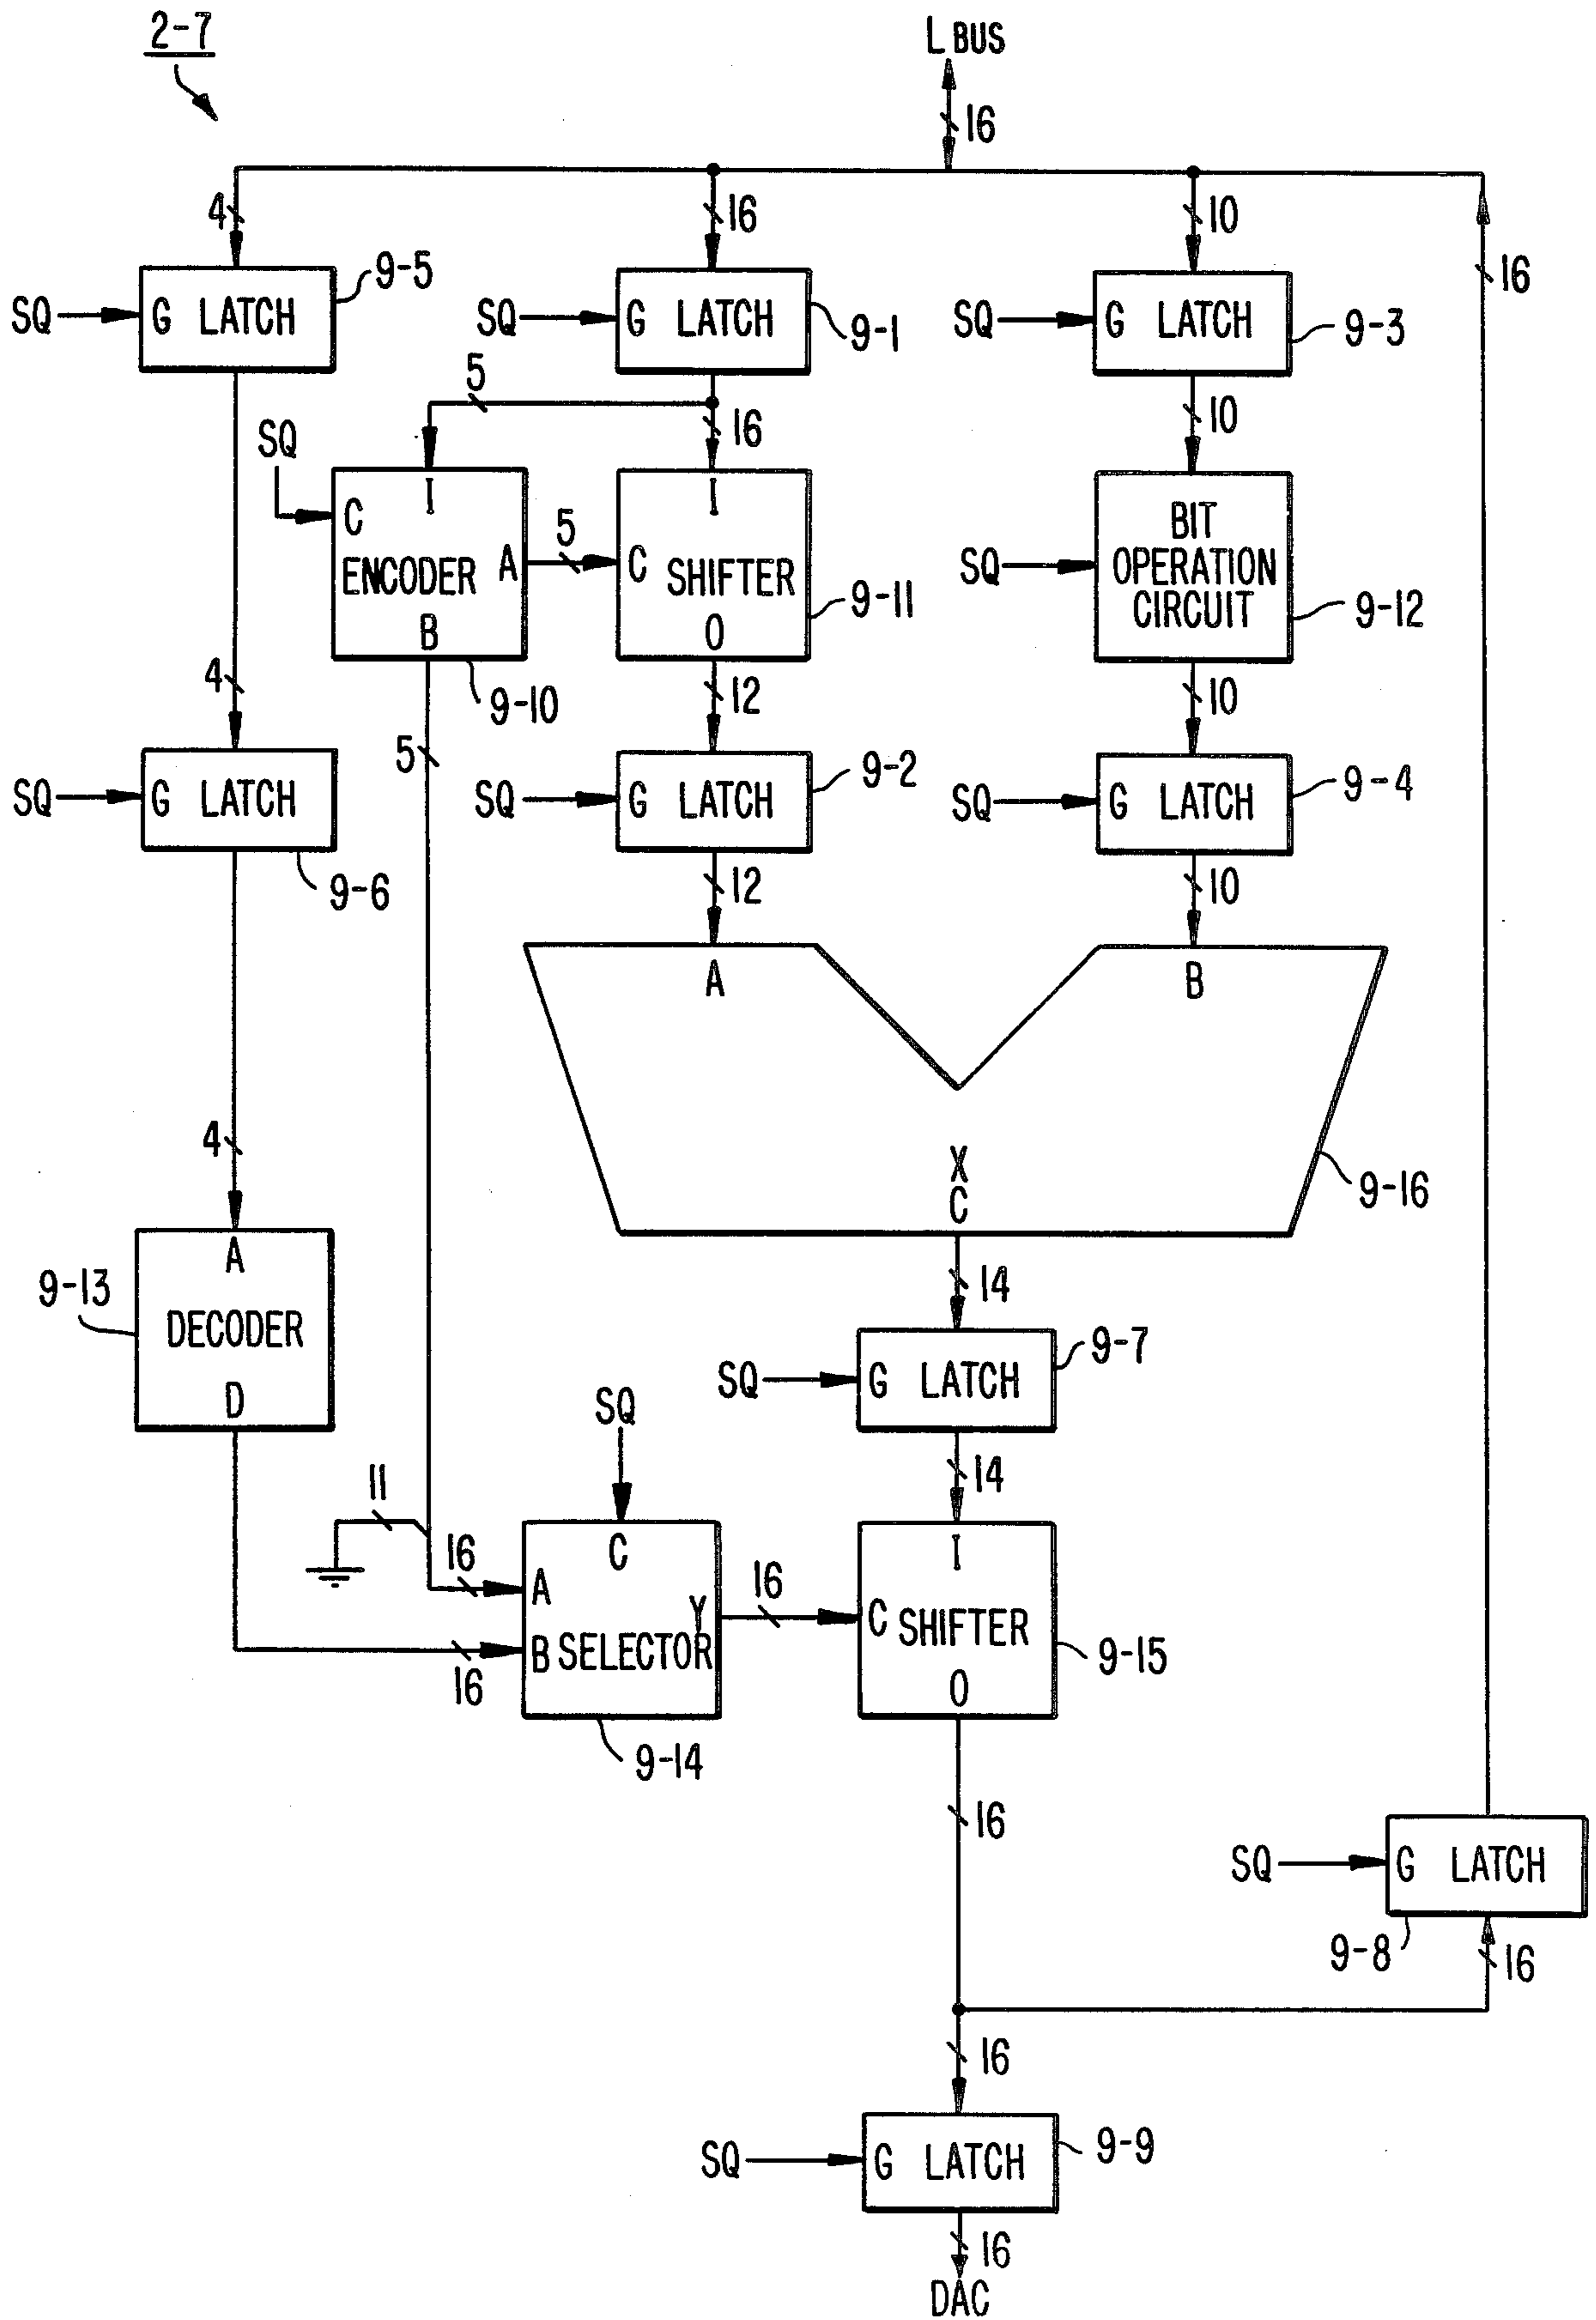 2-7
L BUS
16
4
16
10
16
9-5
SQ
G LATCH
9-1
SQ
G LATCH
9-3
SQ
G LATCH
5
16
10
SQ
C
I
ENCODER
A
B
9-10
5
I
C
SHIFTER
O
9-11
SQ
BIT
OPERATION
CIRCUIT
9-12
4
5
12
10
SQ
G LATCH
9-6
SQ
G LATCH
9-2
SQ
G LATCH
9-4
12
10
A
B
X
C
9-16
4
A
DECODER
D
9-13
14
SQ
G LATCH
9-7
14
SQ
11
16
16
C
A
Y
B
SELECTOR
9-14
16
I
C
SHIFTER
O
9-15
16
SQ
G LATCH
9-8
16
16
SQ
G LATCH
9-9
16
DAC